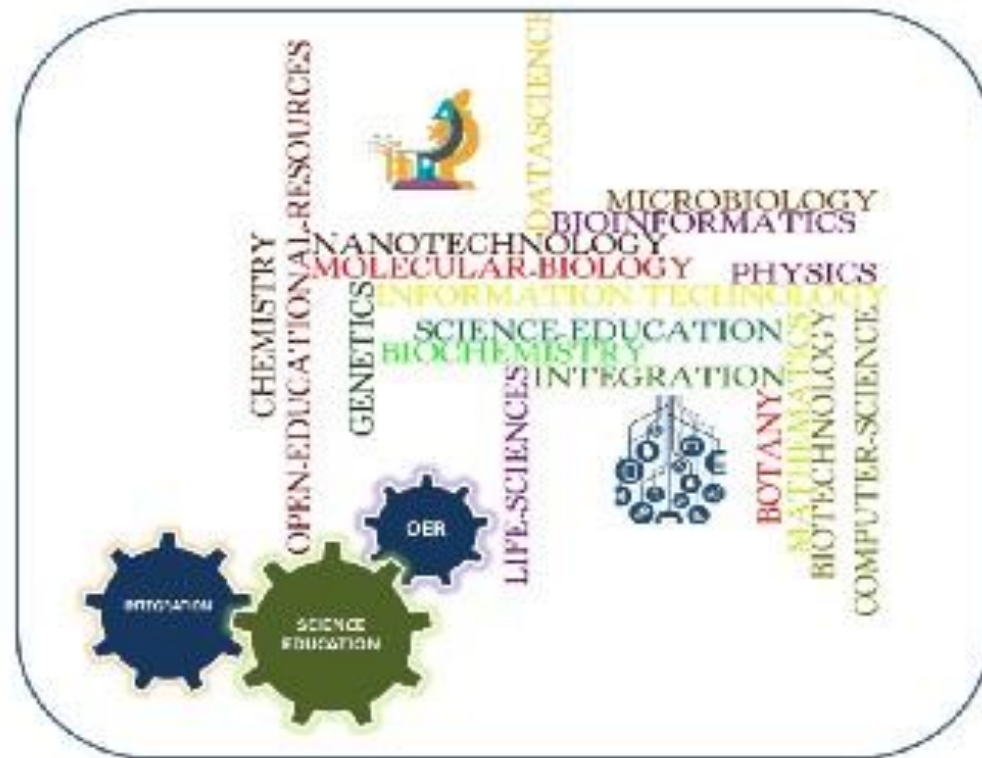 DATASCIENCE
OPEN-EDUCATIONAL-RESOURCES
MICROBIOLOGY
BIOINFORMATICS
NANOTECHNOLOGY
MOLECULAR-BIOLOGY
PHYSICS
CHEMISTRY
GENETICS
INFORMATION-TECHNOLOGY
SCIENCE-EDUCATION
BIOCHEMISTRY
INTEGRATION
LIFE-SCIENCES
BOTANY
MATHEMATICS
BIOTECHNOLOGY
COMPUTER-SCIENCE
OER
INTEGRATION
SCIENCE
EDUCATION